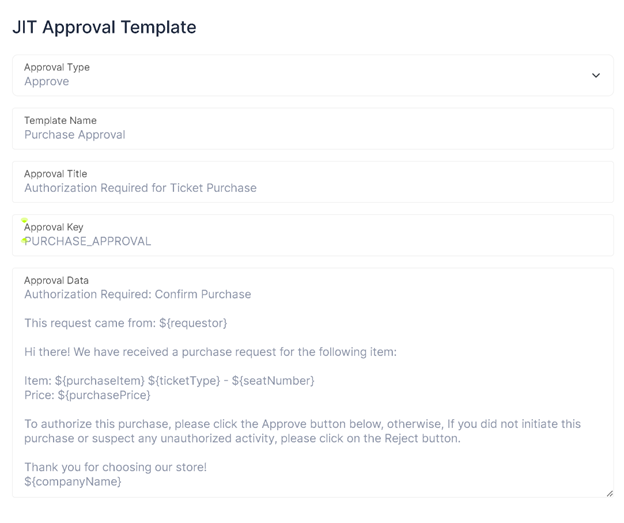 JIT Approval Template
Approval Type
Approve
Template Name
Purchase Approval
Approval Title
Authorization Required for Ticket Purchase
Approval Key
PURCHASE_APPROVAL
Approval Data
Authorization Required: Confirm Purchase
This request came from: ${requestor}
Hi there! We have received a purchase request for the following item:
Item: ${purchaseItem} ${ticketType} - ${seatNumber}
Price: ${purchasePrice}
To authorize this purchase, please click the Approve button below, otherwise, If you did not initiate this
purchase or suspect any unauthorized activity, please click on the Reject button.
Thank you for choosing our store!
${companyName}